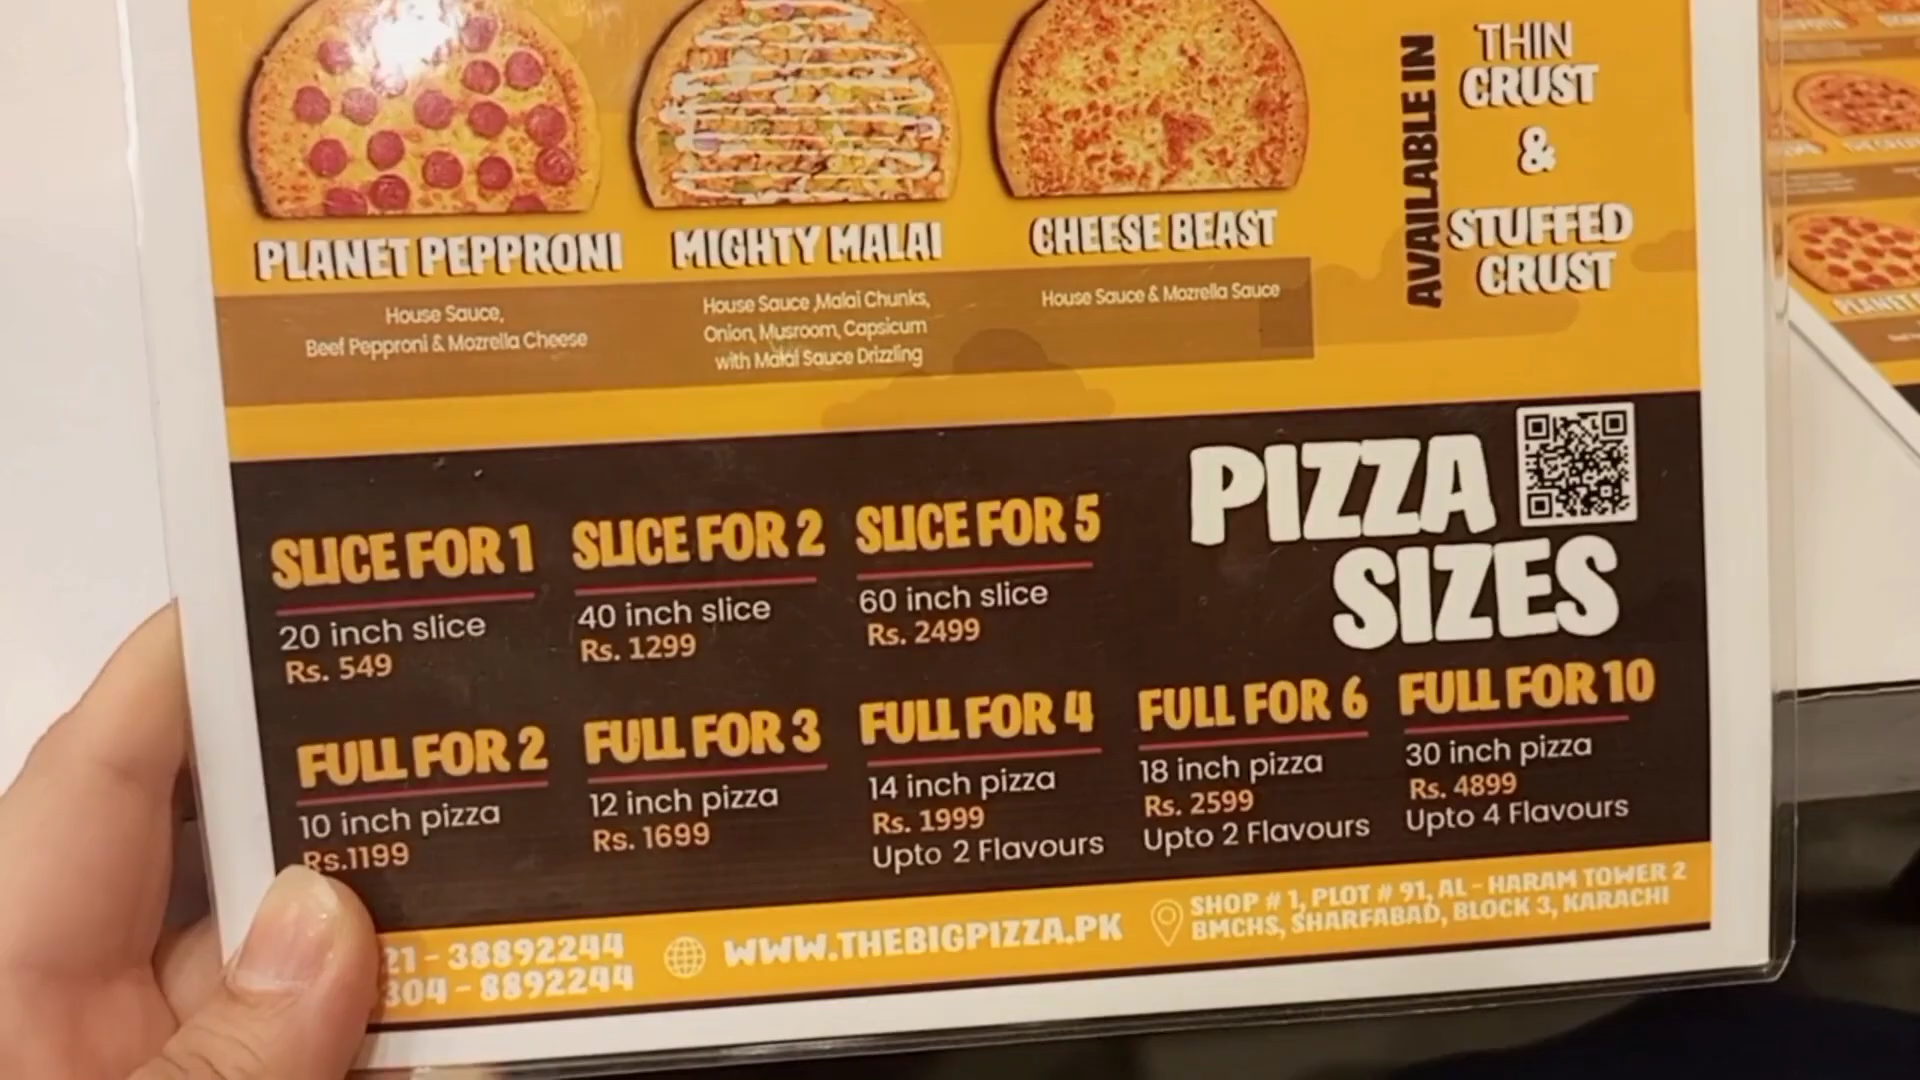 PLANET PEPPRONI
House Sauce,
Beef Pepproni & Mozrella Cheese
MIGHTY MALAI
House Sauce ,Malai Chunks,
Onion, Musroom, Capsicum
with Malai Sauce Drizzling
CHEESE BEAST
House Sauce & Mozrella Sauce
AVAILABLE IN
THIN
CRUST
&
STUFFED
CRUST
PIZZA
SIZES
SLICE FOR 1
20 inch slice
Rs. 549
SLICE FOR 2
40 inch slice
Rs. 1299
SLICE FOR 5
60 inch slice
Rs. 2499
FULL FOR 2
10 inch pizza
Rs.1199
FULL FOR 3
12 inch pizza
Rs. 1699
FULL FOR 4
14 inch pizza
Rs. 1999
Upto 2 Flavours
FULL FOR 6
18 inch pizza
Rs. 2599
Upto 2 Flavours
FULL FOR 10
30 inch pizza
Rs. 4899
Upto 4 Flavours
21 - 38892244
304 - 8892244
WWW.THEBIGPIZZA.PK
SHOP # 1, PLOT # 91, AL - HARAM TOWER 2
BMCHS, SHARFABAD, BLOCK 3, KARACHI